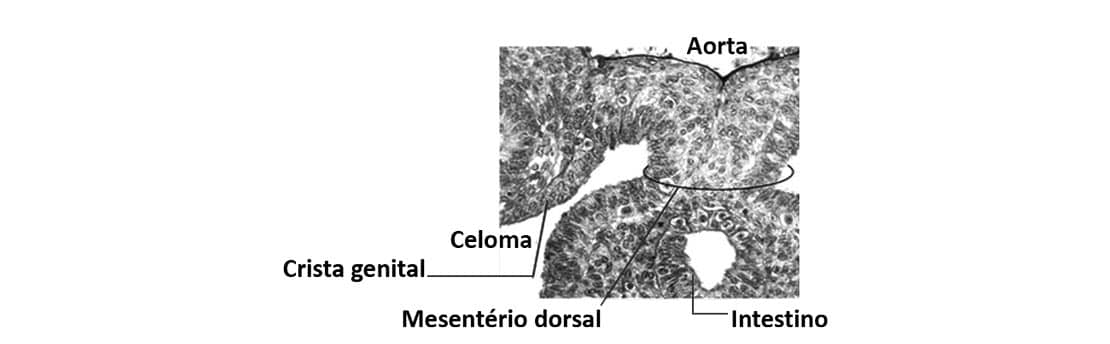 Aorta
Celoma
Crista genital
Mesentério dorsal
Intestino